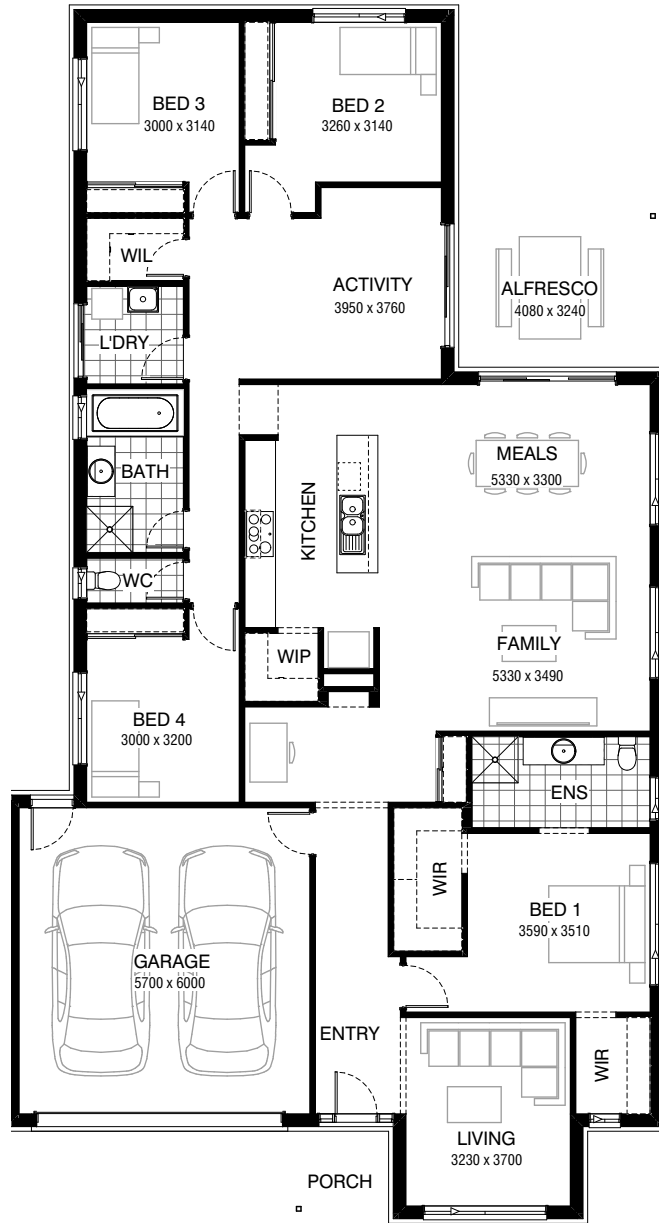 BED 3
3000 x 3140
BED 2
3260 x 3140
WIL
ACTIVITY
3950 x 3760
ALFRESCO
4080 x 3240
L'DRY
BATH
KITCHEN
MEALS
5330 x 3300
WC
WIP
FAMILY
5330 x 3490
BED 4
3000 x 3200
ENS
WIR
BED 1
3590 x 3510
GARAGE
5700 x 6000
ENTRY
WIR
LIVING
3230 x 3700
PORCH